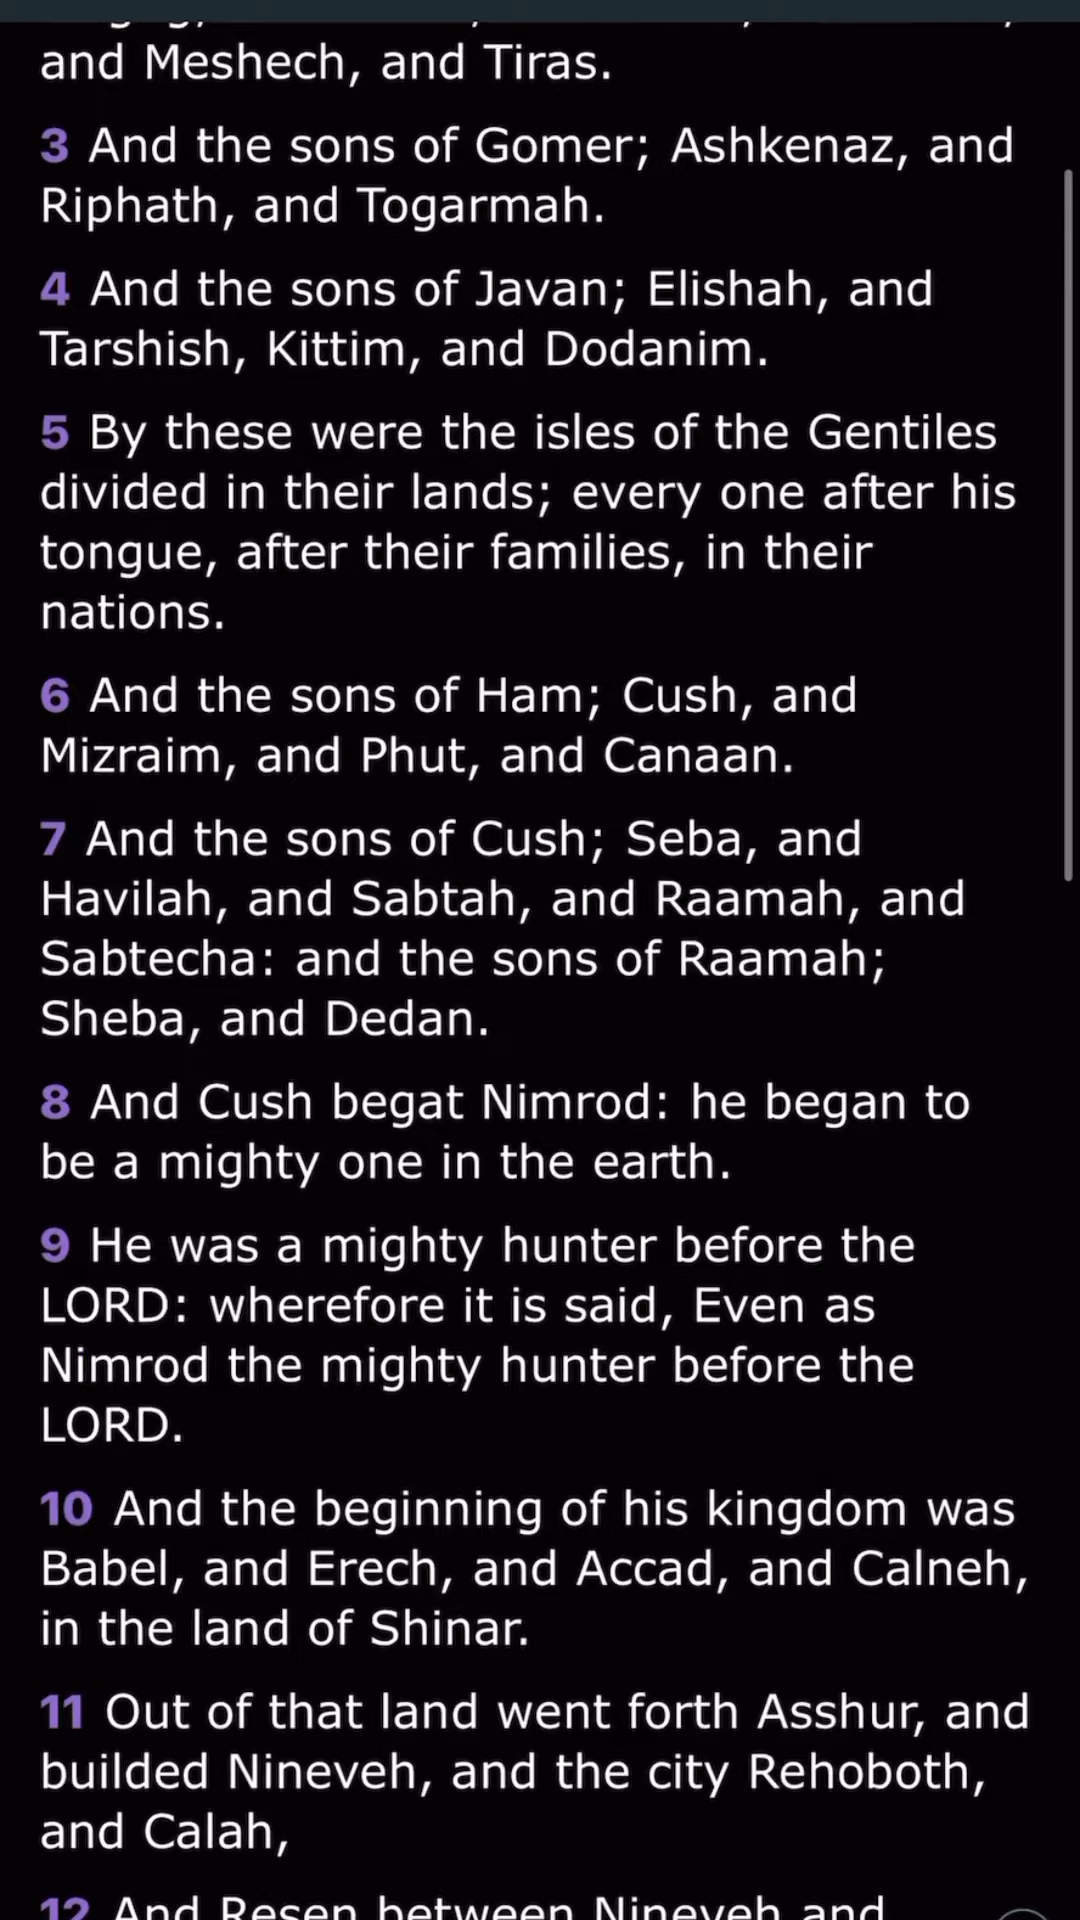 and Meshech, and Tiras.
3 And the sons of Gomer; Ashkenaz, and
Riphath, and Togarmah.
4 And the sons of Javan; Elishah, and
Tarshish, Kittim, and Dodanim.
5 By these were the isles of the Gentiles
divided in their lands; every one after his
tongue, after their families, in their
nations.
6 And the sons of Ham; Cush, and
Mizraim, and Phut, and Canaan.
7 And the sons of Cush; Seba, and
Havilah, and Sabtah, and Raamah, and
Sabtecha: and the sons of Raamah;
Sheba, and Dedan.
8 And Cush begat Nimrod: he began to
be a mighty one in the earth.
9 He was a mighty hunter before the
LORD: wherefore it is said, Even as
Nimrod the mighty hunter before the
LORD.
10 And the beginning of his kingdom was
Babel, and Erech, and Accad, and Calneh,
in the land of Shinar.
11 Out of that land went forth Asshur, and
builded Nineveh, and the city Rehoboth,
and Calah,
12 And Resen between Nineveh and